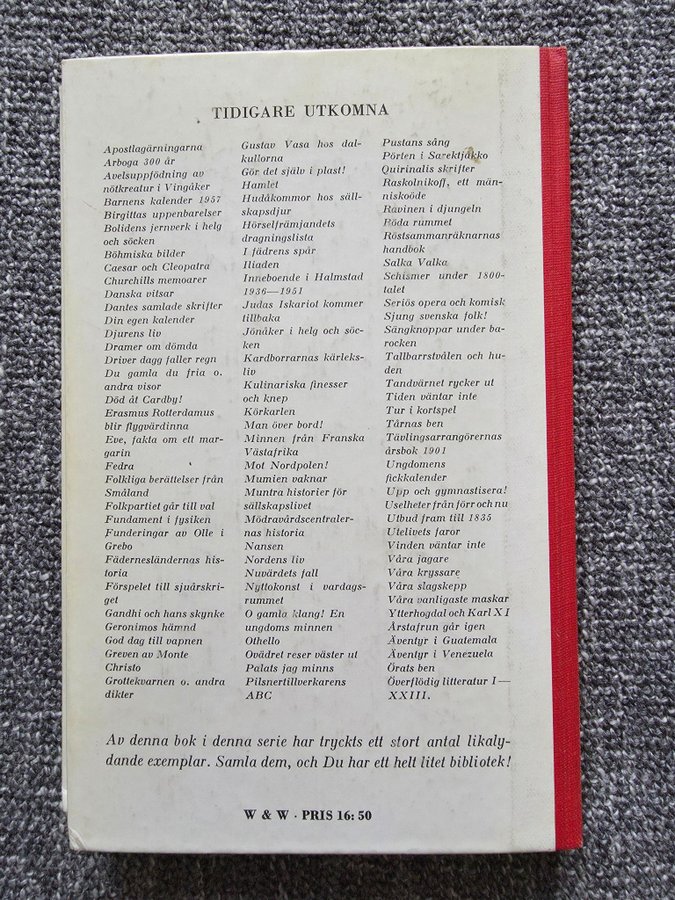 TIDIGARE UTKOMNA
Apostlagärningarna
Arboga 300 år
Avelsuppfödning av
nötkreatur i Vingåker
Barnens kalender 1957
Birgittas uppenbarelser
Bolidens jernverk i helg
och söcken
Böhmiska bilder
Caesar och Cleopatra
Churchills memoarer
Danska vitsar
Dantes samlade skrifter
Din egen kalender
Djurens liv
Dramer om dömda
Driver dagg faller regn
Du gamla du fria o.
andra visor
Död åt Cardby!
Erasmus Rotterdamus
blir flygvärdinna
Eve, fakta om ett mar-
garin
Fedra
Folkliga berättelser från
Småland
Folkpartiet går till val
Fundament i fysiken
Funderingar av Olle i
Grebo
Fädernesländernas his-
toria
Förspelet till sjuårskri-
get
Gandhi och hans skynke
Geronimos hämnd
God dag till vapnen
Greven av Monte
Christo
Grottekvarnen o. andra
dikter
Gustav Vasa hos dal-
kullorna
Gör det själv i plast!
Hamlet
Hudåkommor hos säll-
skapsdjur
Hörselfrämjandets
dragningslista
I fädrens spår
Iliaden
Inneboende i Halmstad
1936—1951
Judas Iskariot kommer
tillbaka
Jönåker i helg och söc-
ken
Kardborrarnas kärleks-
liv
Kulinariska finesser
och knep
Körkarlen
Man över bord!
Minnen från Franska
Västafrika
Mot Nordpolen!
Mumien vaknar
Muntra historier för
sällskapslivet
Mödravårdscentraler-
nas historia
Nansen
Nordens liv
Nuvärdets fall
Nyttokonst i vardags-
rummet
O gamla klang! En
ungdoms minnen
Othello
Ovädret reser väster ut
Palats jag minns
Pilsnertillverkarens
ABC
Pustans sång
Pörten i Sarektjåkko
Quirinalis skrifter
Raskolnikoff, ett män-
niskoöde
Ravinen i djungeln
Röda rummet
Röstsammanräknarnas
handbok
Salka Valka
Schismer under 1800-
talet
Seriös opera och komisk
Sjung svenska folk!
Sångknoppar under ba-
rocken
Tallbarrstvålen och hu-
den
Tandvärnet rycker ut
Tiden väntar inte
Tur i kortspel
Tårnas ben
Tävlingsarrangörernas
årsbok 1901
Ungdomens
fickkalender
Upp och gymnastisera!
Uselheter från förr och nu
Utbud fram till 1835
Utelivets faror
Vinden väntar inte
Våra jagare
Våra kryssare
Våra slagskepp
Våra vanligaste maskar
Ytterhogdal och Karl XI
Årstafrun går igen
Äventyr i Guatemala
Äventyr i Venezuela
Örats ben
Överflödig litteratur I—
XXIII.
Av denna bok i denna serie har tryckts ett stort antal likaly-
dande exemplar. Samla dem, och Du har ett helt litet bibliotek!
W & W · PRIS 16: 50